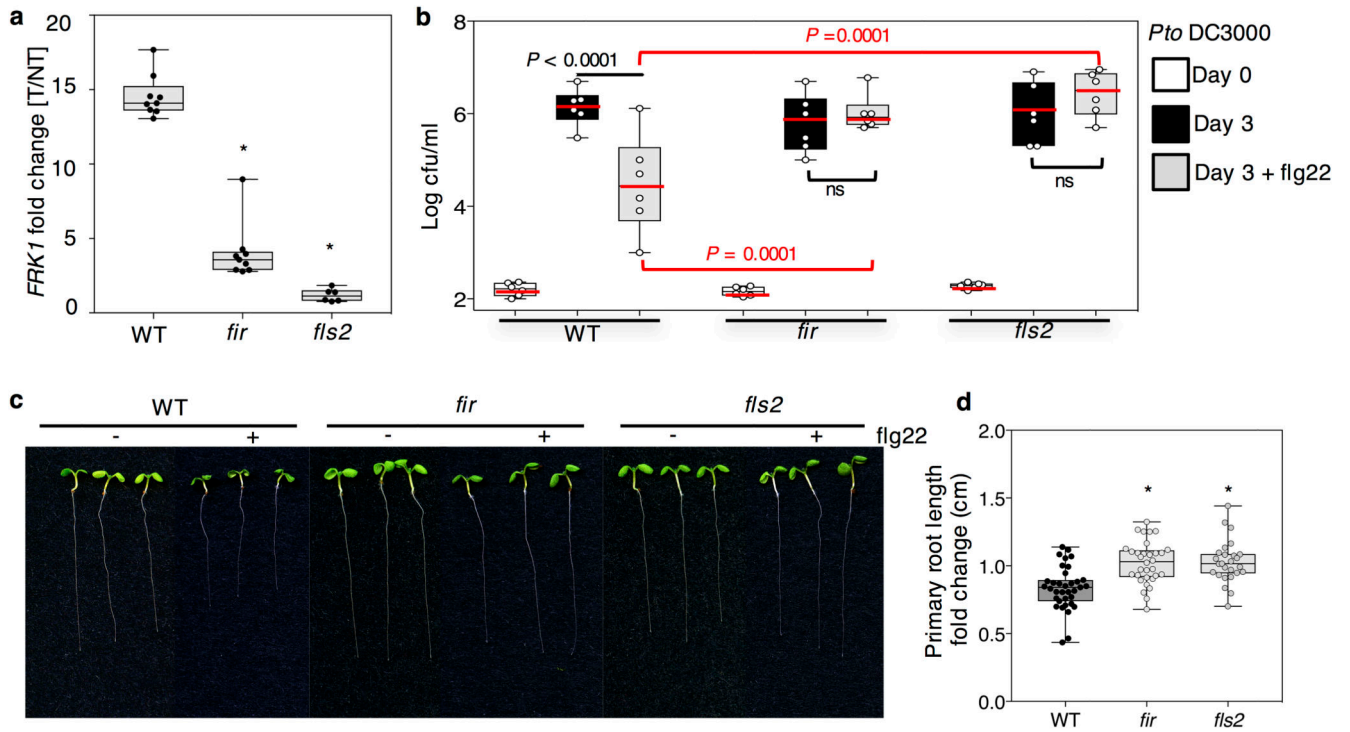 a
FRK1 fold change [T/NT]
20
15
10
5
0
*
*
WT
fir
fls2
b
Log cfu/ml
8
6
4
2
P < 0.0001
P =0.0001
ns
ns
P = 0.0001
WT
fir
fls2
Pto DC3000
Day 0
Day 3
Day 3 + flg22
c
WT
fir
fls2
- + - + - + flg22
d
Primary root length
fold change (cm)
2.0
1.5
1.0
0.5
0.0
*
*
WT
fir
fls2